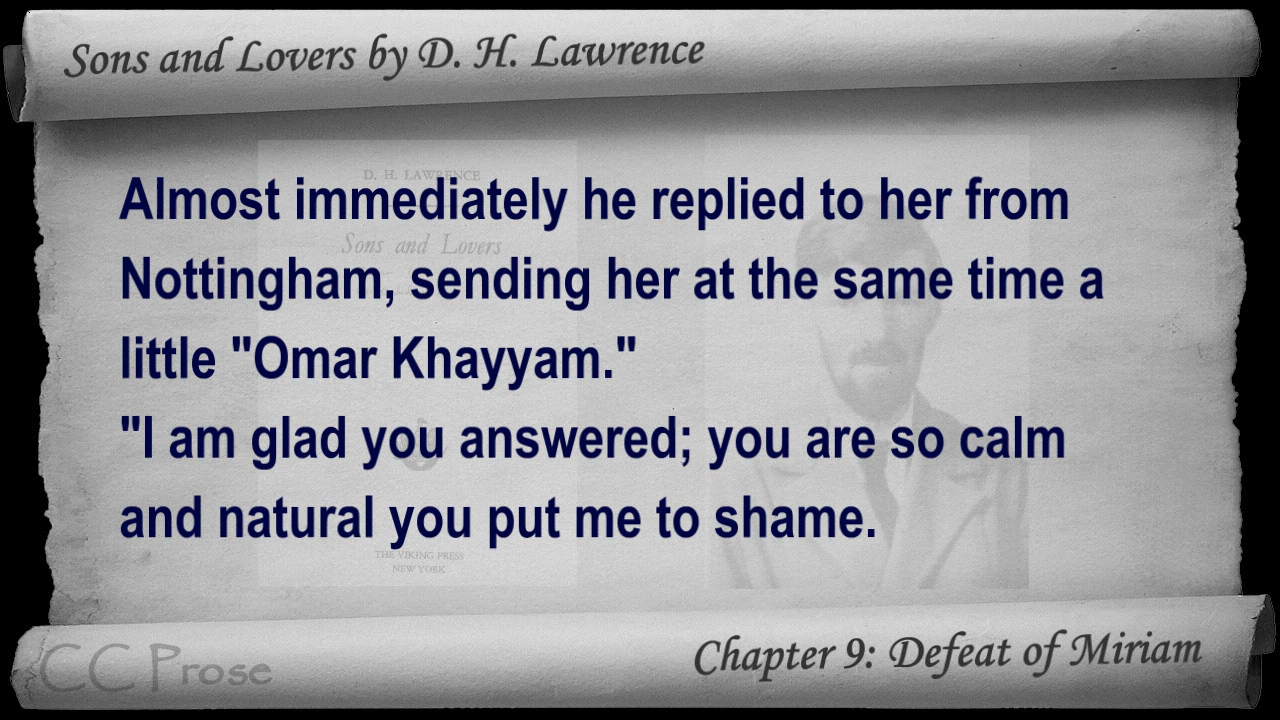 Sons and Lovers by D. H. Lawrence
D. H. LAWRENCE
Almost immediately he replied to her from
Sons and Lovers
Nottingham, sending her at the same time a
little "Omar Khayyam."
"I am glad you answered; you are so calm
and natural you put me to shame.
THE VIKING PRESS
NEW YORK
CC Prose
Chapter 9: Defeat of Miriam